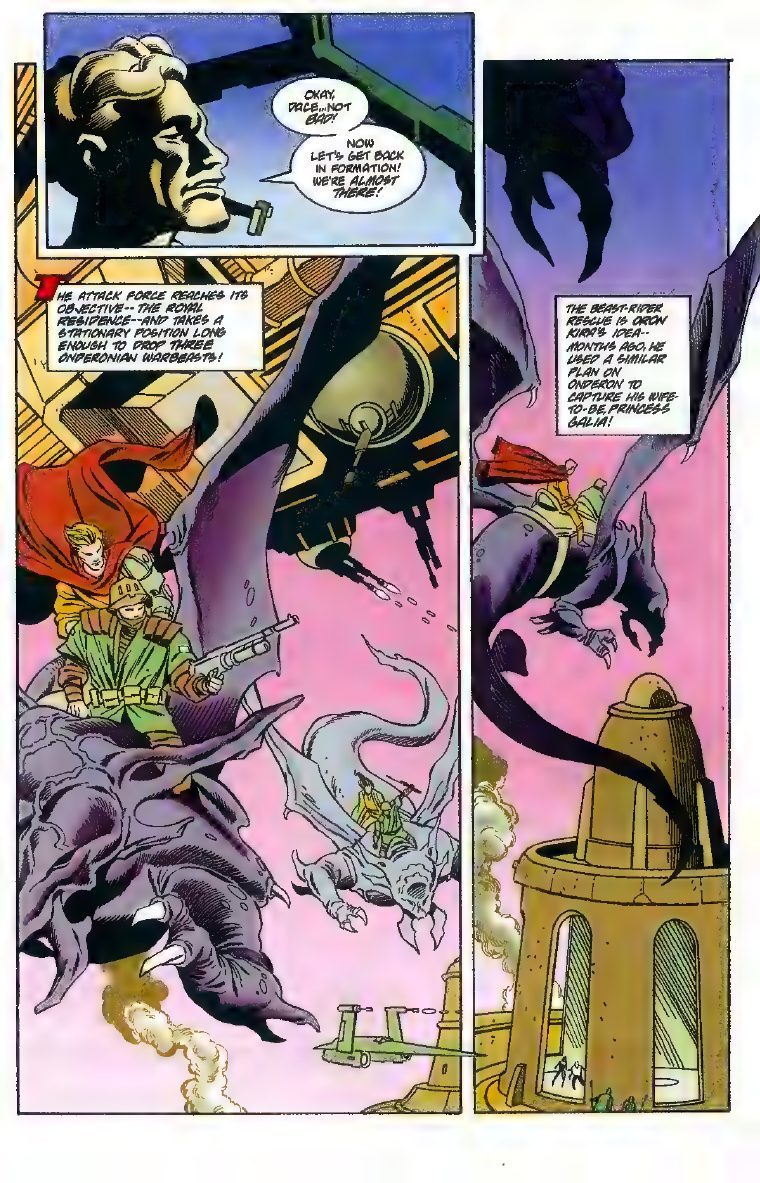 OKAY,
DACE...NOT
BAD!
NOW
LET'S GET BACK
IN FORMATION!
WE'RE ALMOST
THERE!
THE ATTACK FORCE REACHES ITS
OBJECTIVE--THE ROYAL
RESIDENCE--AND TAKES A
STATIONARY POSITION LONG
ENOUGH TO DROP THREE
ONDERONIAN WARBEASTS!
THE BEAST-RIDER
RESCUE IS ORON
KIRA'S IDEA--
MONTHS AGO, HE
USED A SIMILAR
PLAN ON
ONDERON TO
CAPTURE HIS WIFE-
TO-BE, PRINCESS
GALIA!